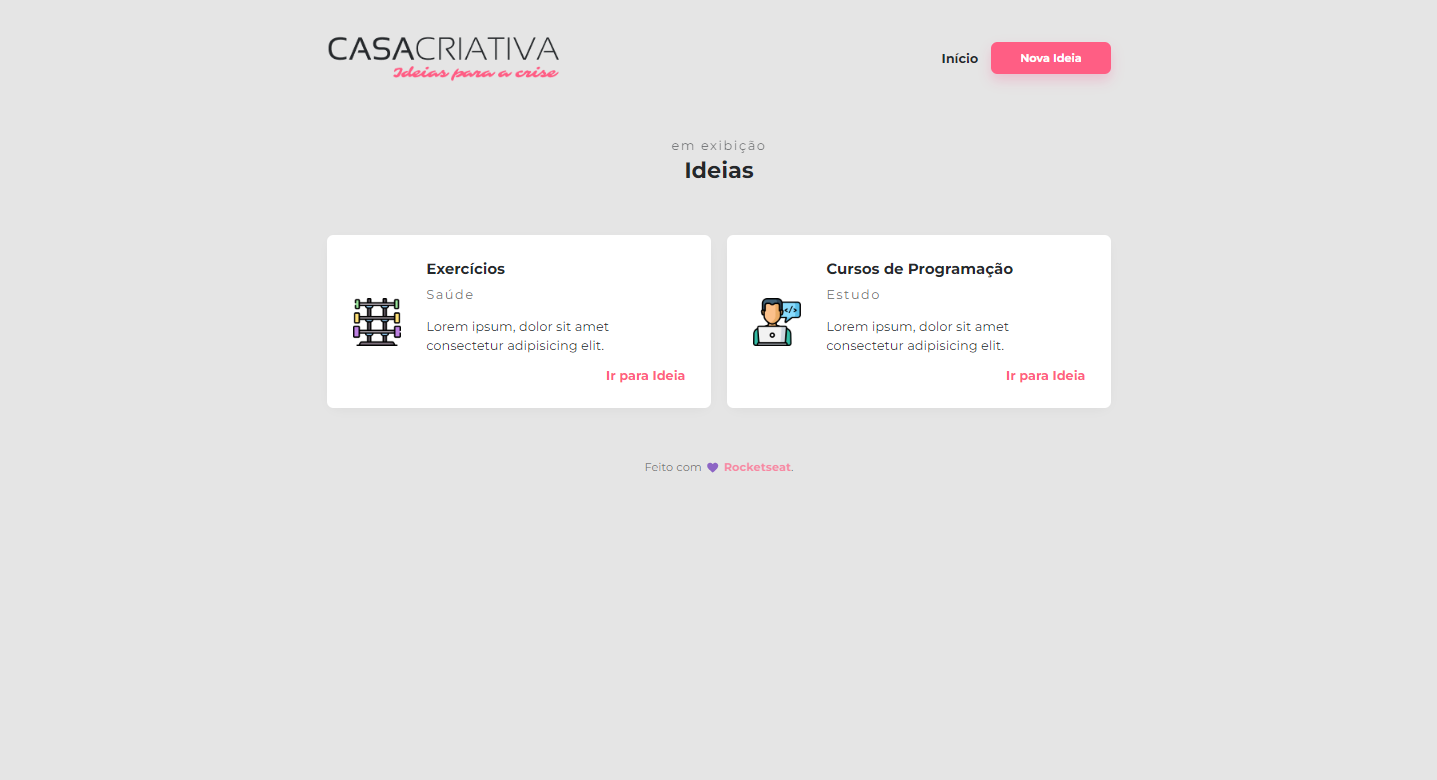 CASACRIATIVA
Ideias para a crise
Início
Nova Ideia
em exibição
Ideias
Exercícios
Saúde
Lorem ipsum, dolor sit amet
consectetur adipisicing elit.
Ir para Ideia
Cursos de Programação
Estudo
Lorem ipsum, dolor sit amet
consectetur adipisicing elit.
Ir para Ideia
Feito com 💜 Rocketseat.